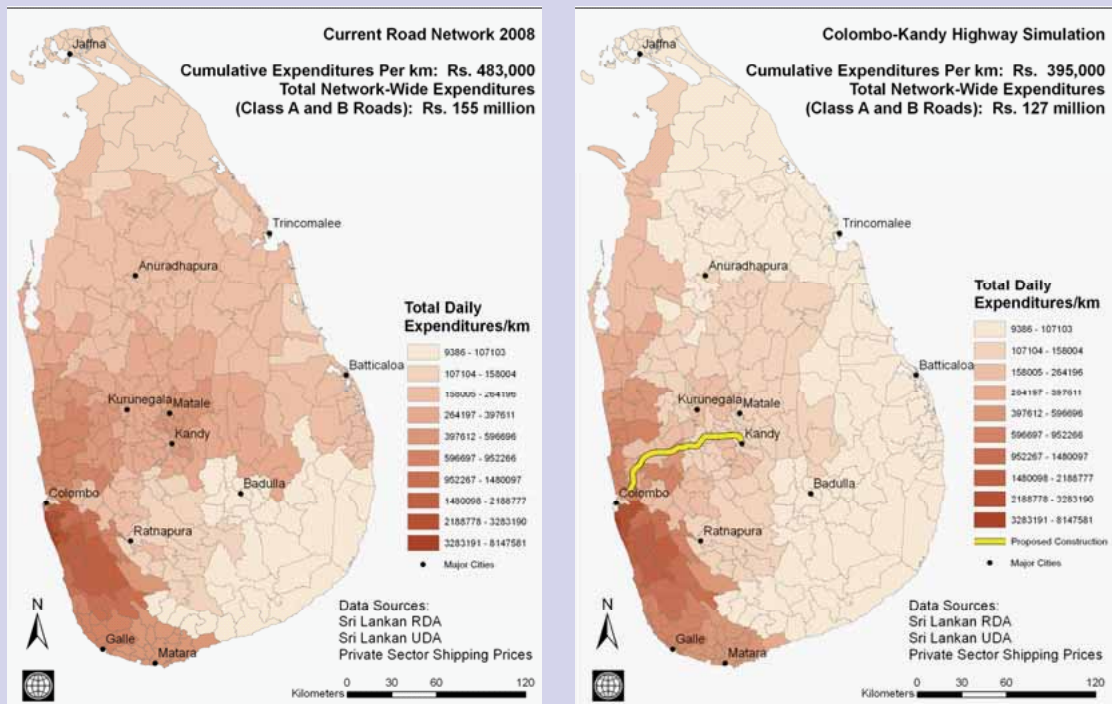 Current Road Network 2008
Cumulative Expenditures Per km: Rs. 483,000
Total Network-Wide Expenditures
(Class A and B Roads): Rs. 155 million
Jaffna
Trincomalee
Anuradhapura
Batticaloa
Kurunegala
Matale
Kandy
Badulla
Colombo
Ratnapura
Galle
Matara
Total Daily
Expenditures/km
9386 - 107103
107104 - 158004
158005 - 264196
264197 - 397611
397612 - 596696
596697 - 952266
952267 - 1480097
1480098 - 2188777
2188778 - 3283190
3283191 - 8147581
Major Cities
N
Data Sources:
Sri Lankan RDA
Sri Lankan UDA
Private Sector Shipping Prices
Kilometers
0 30 60 120
Colombo-Kandy Highway Simulation
Cumulative Expenditures Per km: Rs. 395,000
Total Network-Wide Expenditures
(Class A and B Roads): Rs. 127 million
Jaffna
Trincomalee
Anuradhapura
Batticaloa
Kurunegala
Matale
Kandy
Badulla
Colombo
Ratnapura
Galle
Matara
Total Daily
Expenditures/km
9386 - 107103
107104 - 158004
158005 - 264196
264197 - 397611
397612 - 596696
596697 - 952266
952267 - 1480097
1480098 - 2188777
2188778 - 3283190
3283191 - 8147581
Proposed Construction
Major Cities
N
Data Sources:
Sri Lankan RDA
Sri Lankan UDA
Private Sector Shipping Prices
Kilometers
0 30 60 120